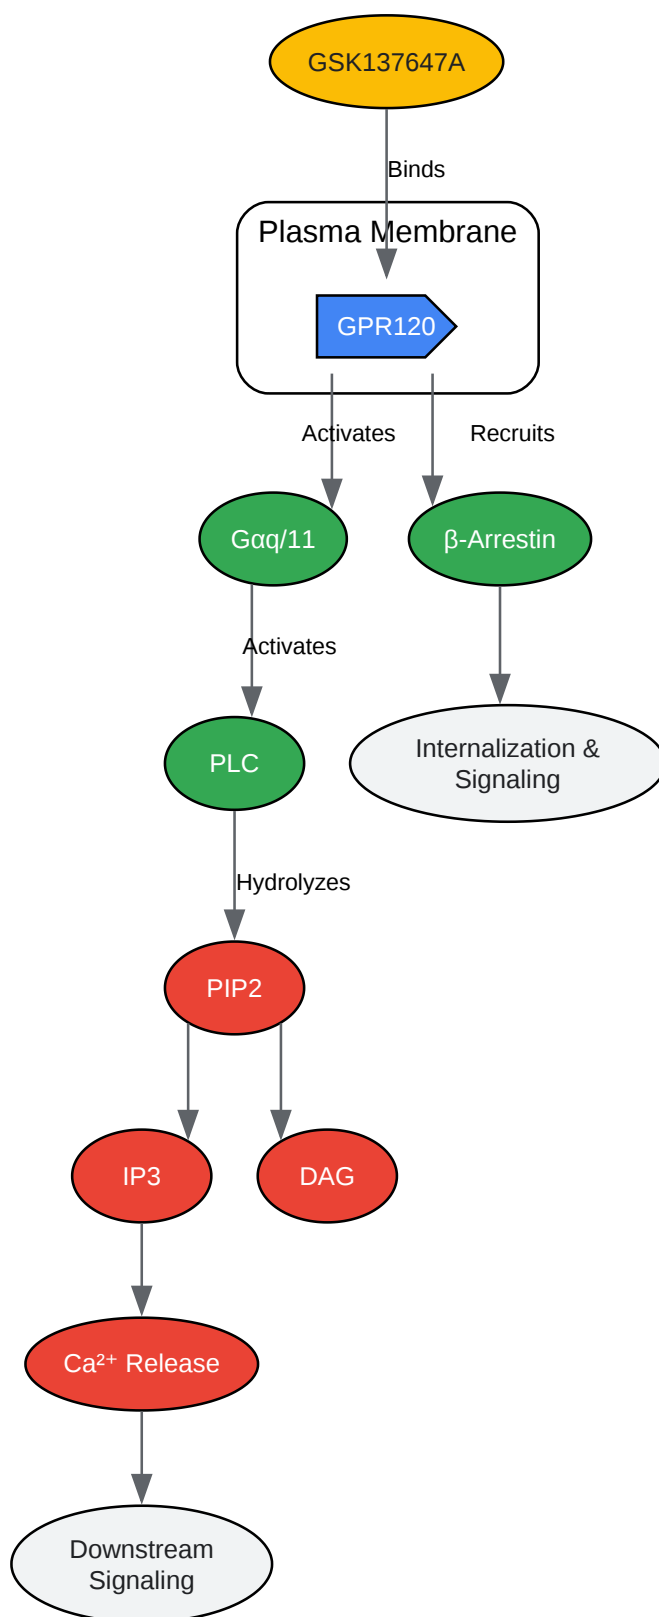 GSK137647A
Binds
Plasma Membrane
GPR120
Activates
Recruits
Gαq/11
β-Arrestin
Activates
PLC
Internalization &
Signaling
Hydrolyzes
PIP2
IP3
DAG
Ca²⁺ Release
Downstream
Signaling